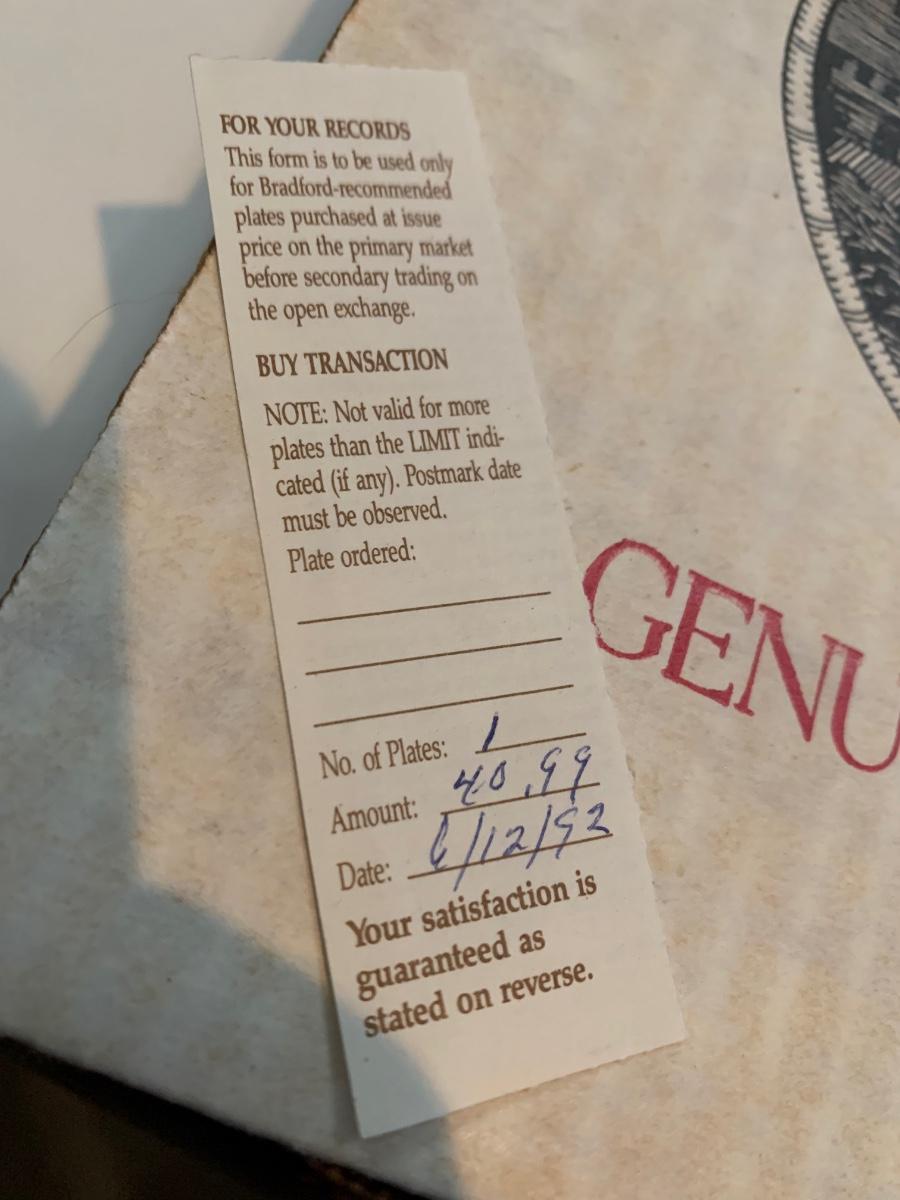 FOR YOUR RECORDS
This form is to be used only
for Bradford-recommended
plates purchased at issue
price on the primary market
before secondary trading on
the open exchange.
BUY TRANSACTION
NOTE: Not valid for more
plates than the LIMIT indi-
cated (if any). Postmark date
must be observed.
Plate ordered:
No. of Plates: 1
Amount: 40.99
Date: 6/12/92
Your satisfaction is
guaranteed as
stated on reverse.
GENU